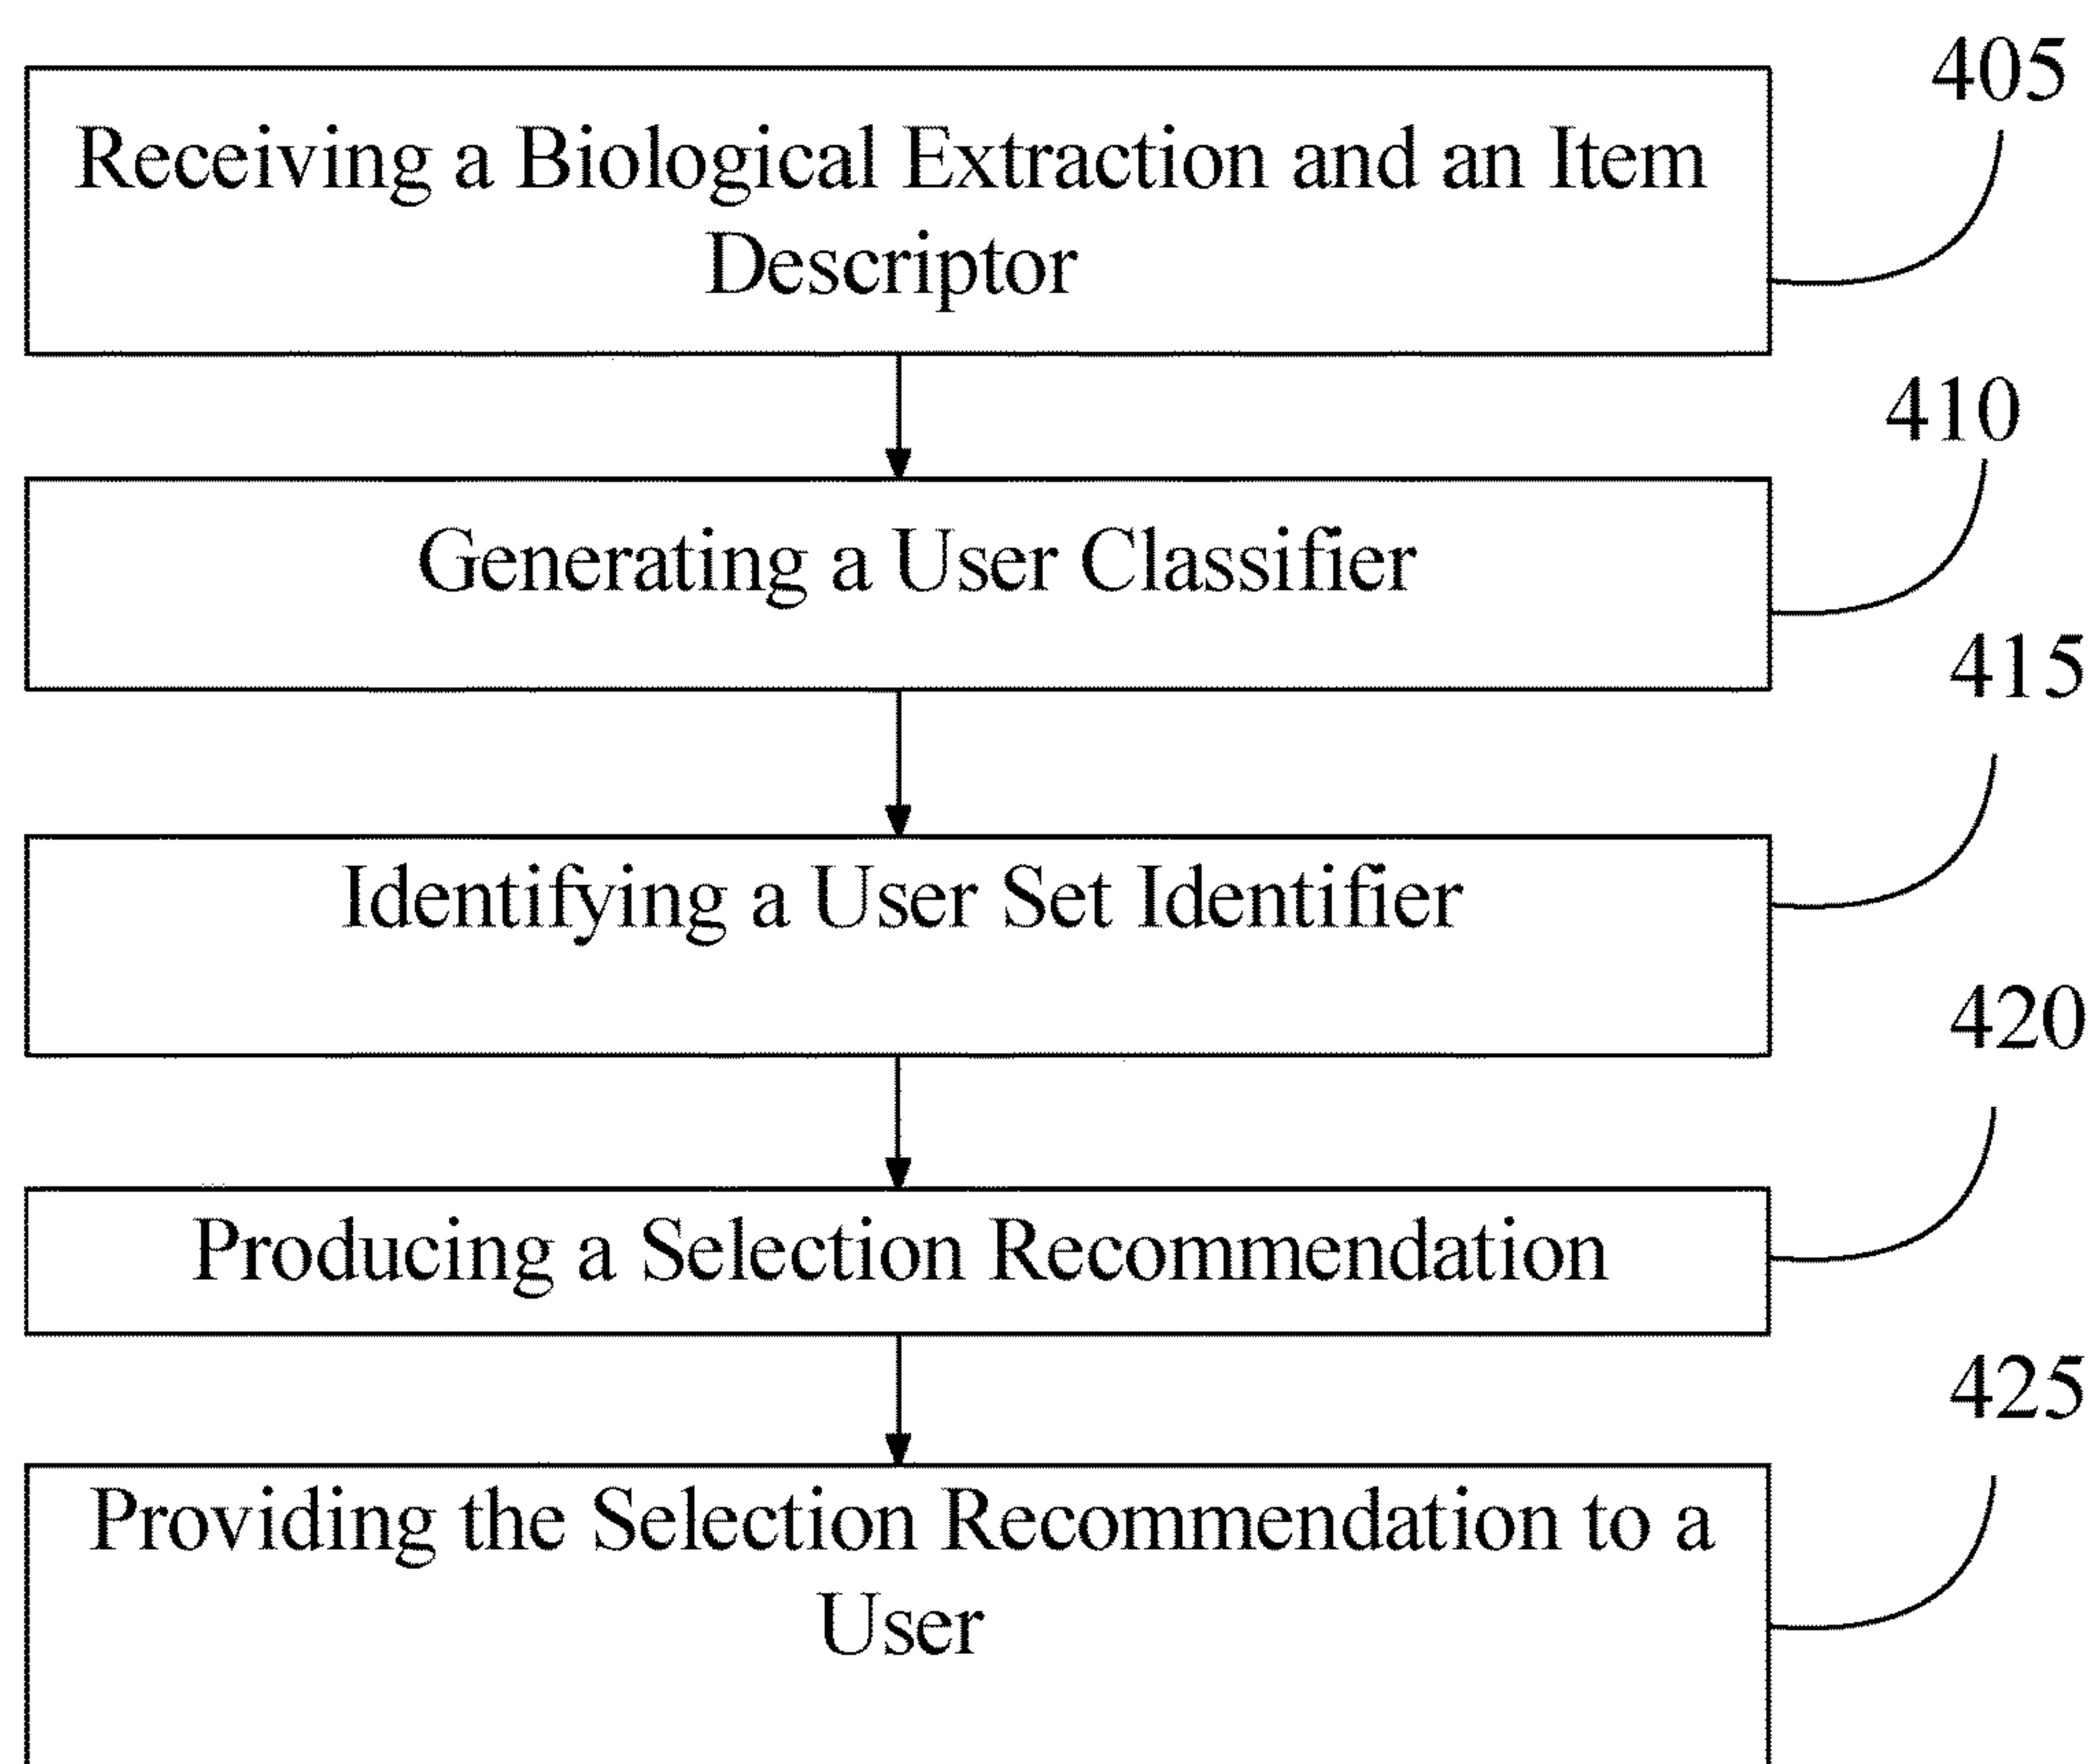 405
Receiving a Biological Extraction and an Item
Descriptor
410
Generating a User Classifier
415
Identifying a User Set Identifier
420
Producing a Selection Recommendation
425
Providing the Selection Recommendation to a
User